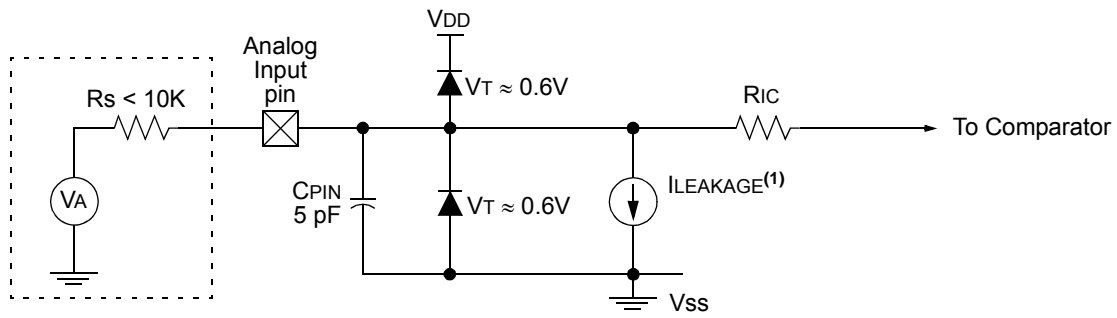 VDD
Analog
Input
pin
Rs < 10K
VT ≈ 0.6V
RIC
To Comparator
VA
CPIN
5 pF
VT ≈ 0.6V
ILEAKAGE(1)
Vss